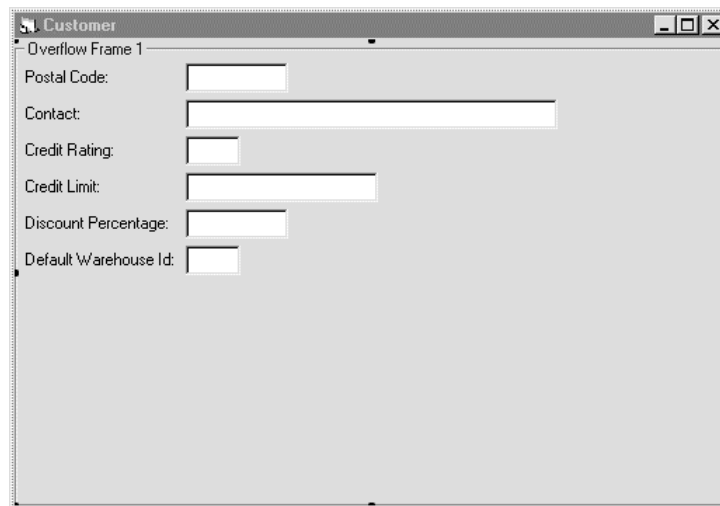 Customer
Overflow Frame 1
Postal Code:
Contact:
Credit Rating:
Credit Limit:
Discount Percentage:
Default Warehouse Id: